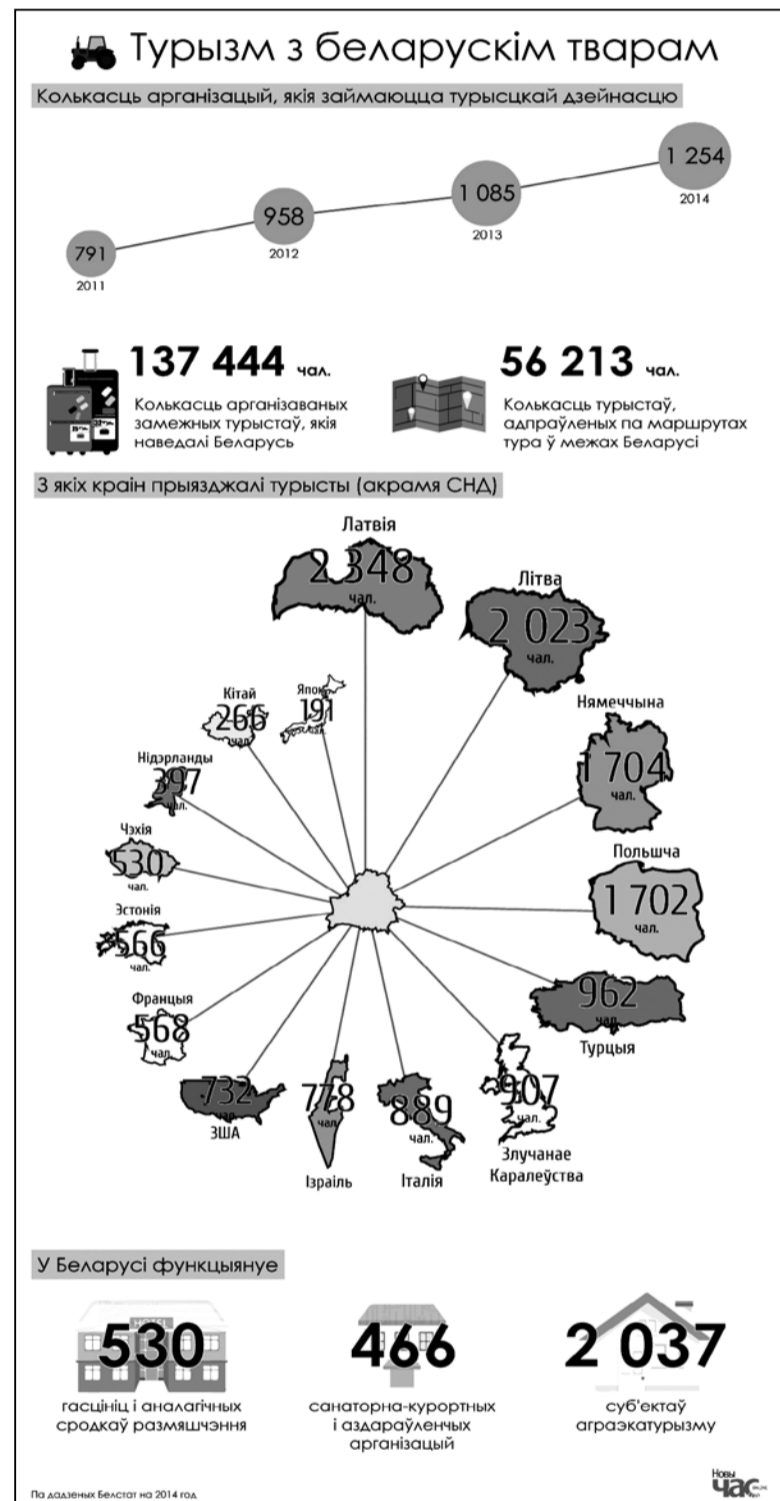 Турызм з беларускім тварам
Колькасць арганізацый, якія займаюцца турысцкай дзейнасцю
791
2011
958
2012
1 085
2013
1 254
2014
137 444 чал.
Колькасць арганізаваных
замежных турыстаў, якія
наведалі Беларусь
56 213 чал.
Колькасць турыстаў,
адпраўленых па маршрутах
тура ў межах Беларусі
З якіх краін прыязджалі турысты (акрамя СНД)
Латвія
2 348
чал.
Літва
2 023
чал.
Нямеччына
1 704
чал.
Польшча
1 702
чал.
962
чал.
Турцыя
907
чал.
Злучанае
Каралеўства
889
чал.
Італія
778
чал.
Ізраіль
732
чал.
ЗША
Францыя
568
чал.
Эстонія
566
чал.
Чэхія
530
чал.
Нідэрланды
397
чал.
Кітай
266
чал.
191
чал.
У Беларусі функцыянуе
530
гасцініц і аналагічных
сродкаў размяшчэння
466
санаторна-курортных
і аздараўленчых
арганізацый
2 037
суб'ектаў
аграэкатурызму
Па дадзеных Белстат на 2014 год
Новы
Час